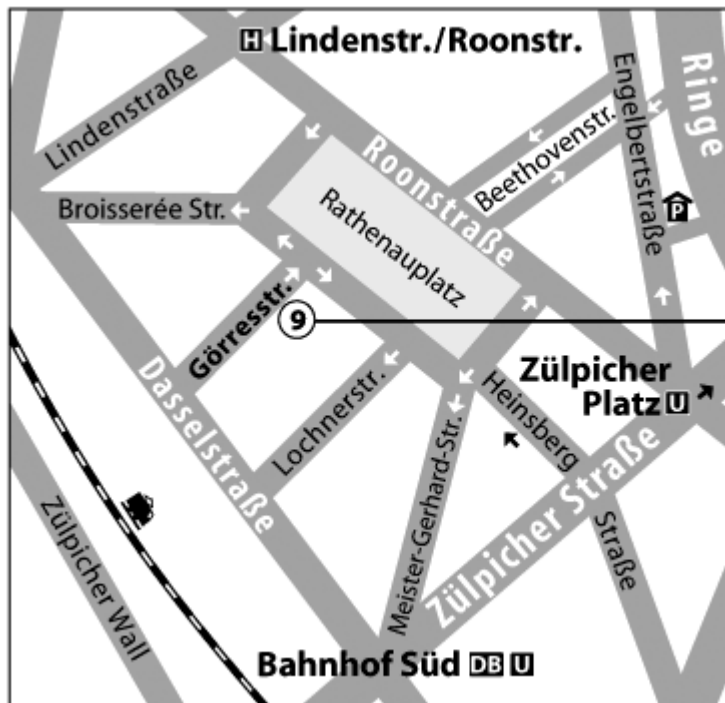 H Lindenstr./Roonstr.
Ringe
Engelbertstraße
Lindenstraße
Roonstraße
Beethovenstr.
P
Broisserée Str.
Rathenauplatz
Görresstr.
9
Zülpicher
Platz U
Heinsberg
Straße
Lochnerstr.
Dasselstraße
Meister-Gerhard-Str.
Zülpicher Straße
Zülpicher Wall
Bahnhof Süd DB U